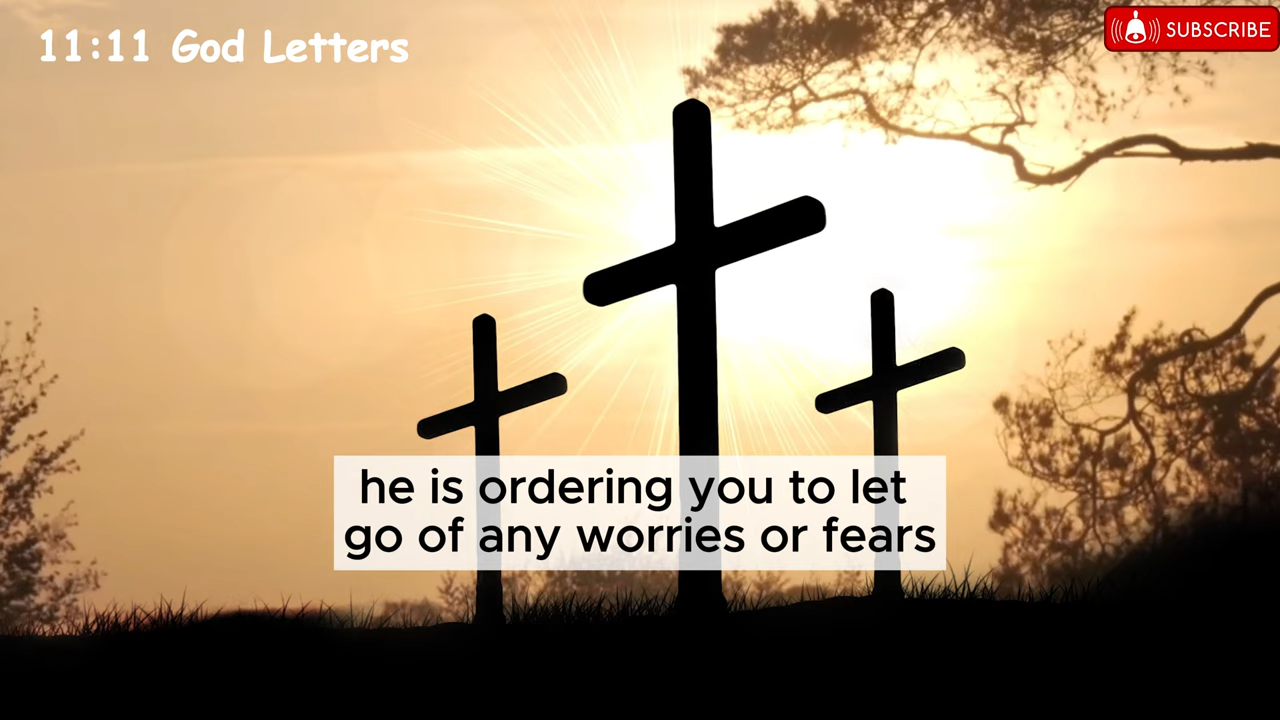 11:11 God Letters
SUBSCRIBE
he is ordering you to let
go of any worries or fears